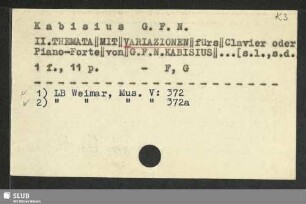 K3
Kabisius G.F.N.
II.THEMATA‖MIT‖VARIAZIONEN‖fürs‖Clavier oder
Piano-Forte‖von‖G.F.N.KABISIUS‖...[s.l.,s.d.
1 f., 11 p. - F, G
1) LB Weimar, Mus. V: 372
2) " " " " 372a
SLUB